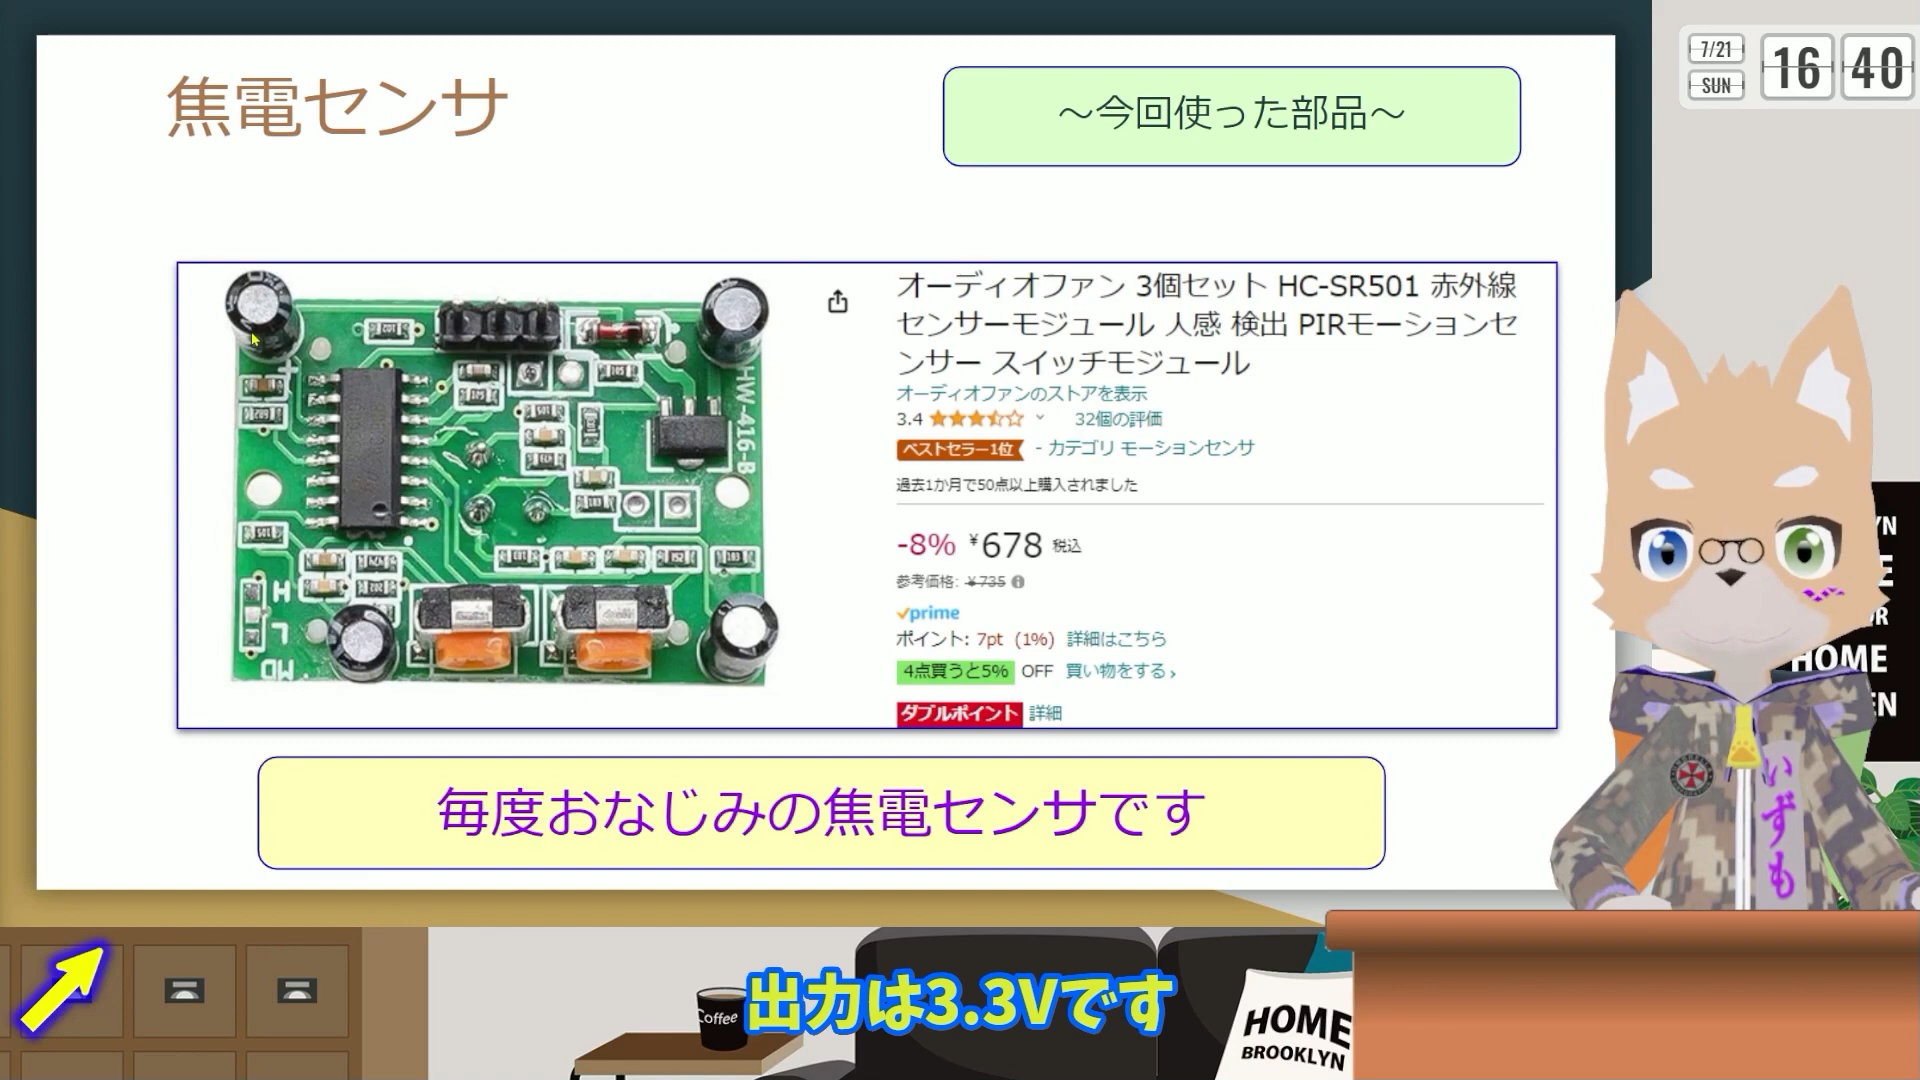 焦電センサ
～今回使った部品～
7/21
SUN
16 40
オーディオファン 3個セット HC-SR501 赤外線
センサーモジュール 人感 検出 PIRモーションセ
ンサー スイッチモジュール
オーディオファンのストアを表示
3.4
32個の評価
ベストセラー1位 - カテゴリ モーションセンサ
過去1か月で50点以上購入されました
-8% ¥678 税込
参考価格: ¥735
prime
ポイント: 7pt (1%) 詳細はこちら
4点買うと5% OFF 買い物をする ›
ダブルポイント 詳細
HW-416-B
H
L
MD
毎度おなじみの焦電センサです
いずも
HOME
Coffee
出力は3.3Vです
HOME
BROOKLYN